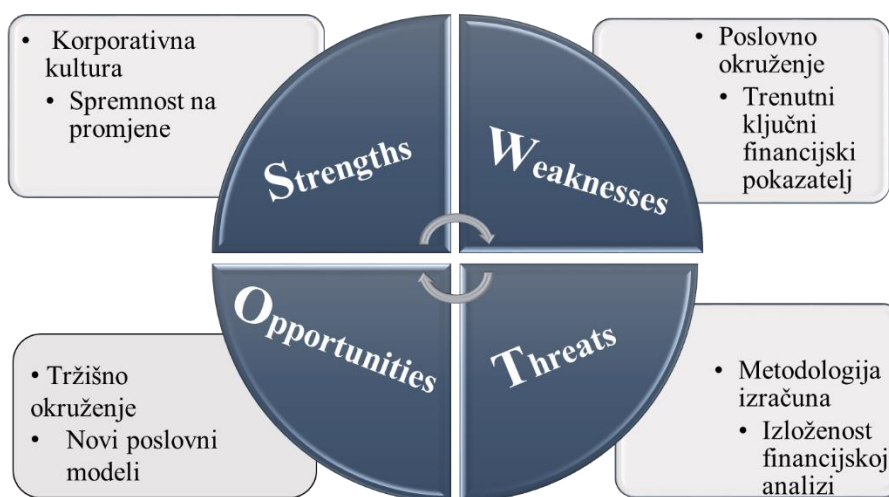 • Korporativna
kultura
• Spremnost na
promjene
Strengths
• Poslovno
okruženje
• Trenutni
ključni
financijski
pokazatelj
Weaknesses
• Tržišno
okruženje
• Novi poslovni
modeli
Opportunities
• Metodologija
izračuna
• Izloženost
financijskoj
analizi
Threats